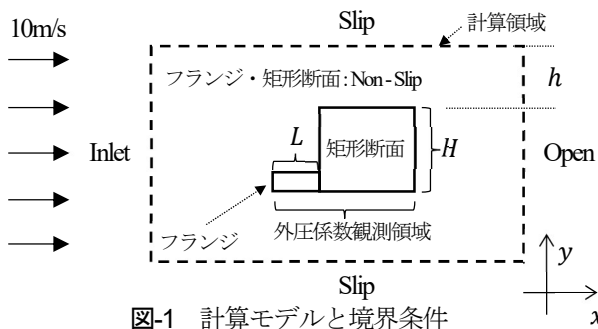 Slip
10m/s
計算領域
フランジ・矩形断面:Non-Slip
h
L
矩形断面
H
Inlet
Open
フランジ
外圧係数観測領域
y
Slip
x
図-1 計算モデルと境界条件